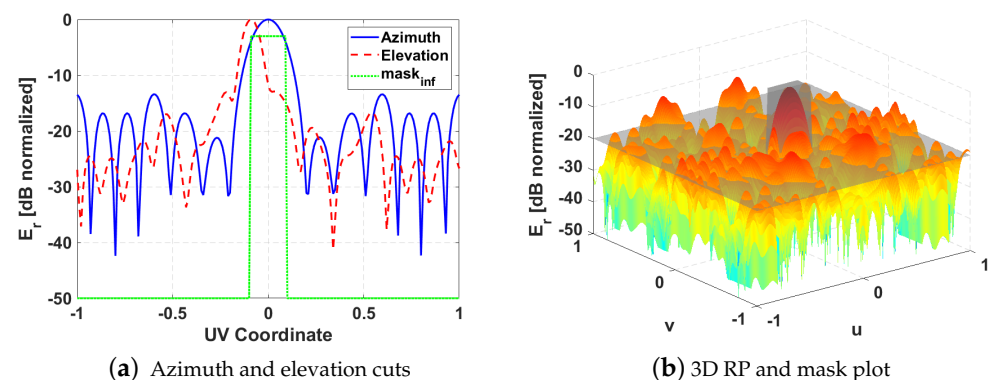 E_r [dB normalized]
0
-10
-20
-30
-40
-50
Azimuth
Elevation
mask_inf
-1
-0.5
0
0.5
1
UV Coordinate
(a) Azimuth and elevation cuts
E_r [dB normalized]
0
-10
-20
-30
-40
-50
1
0
-1
v
-1
0
1
u
(b) 3D RP and mask plot